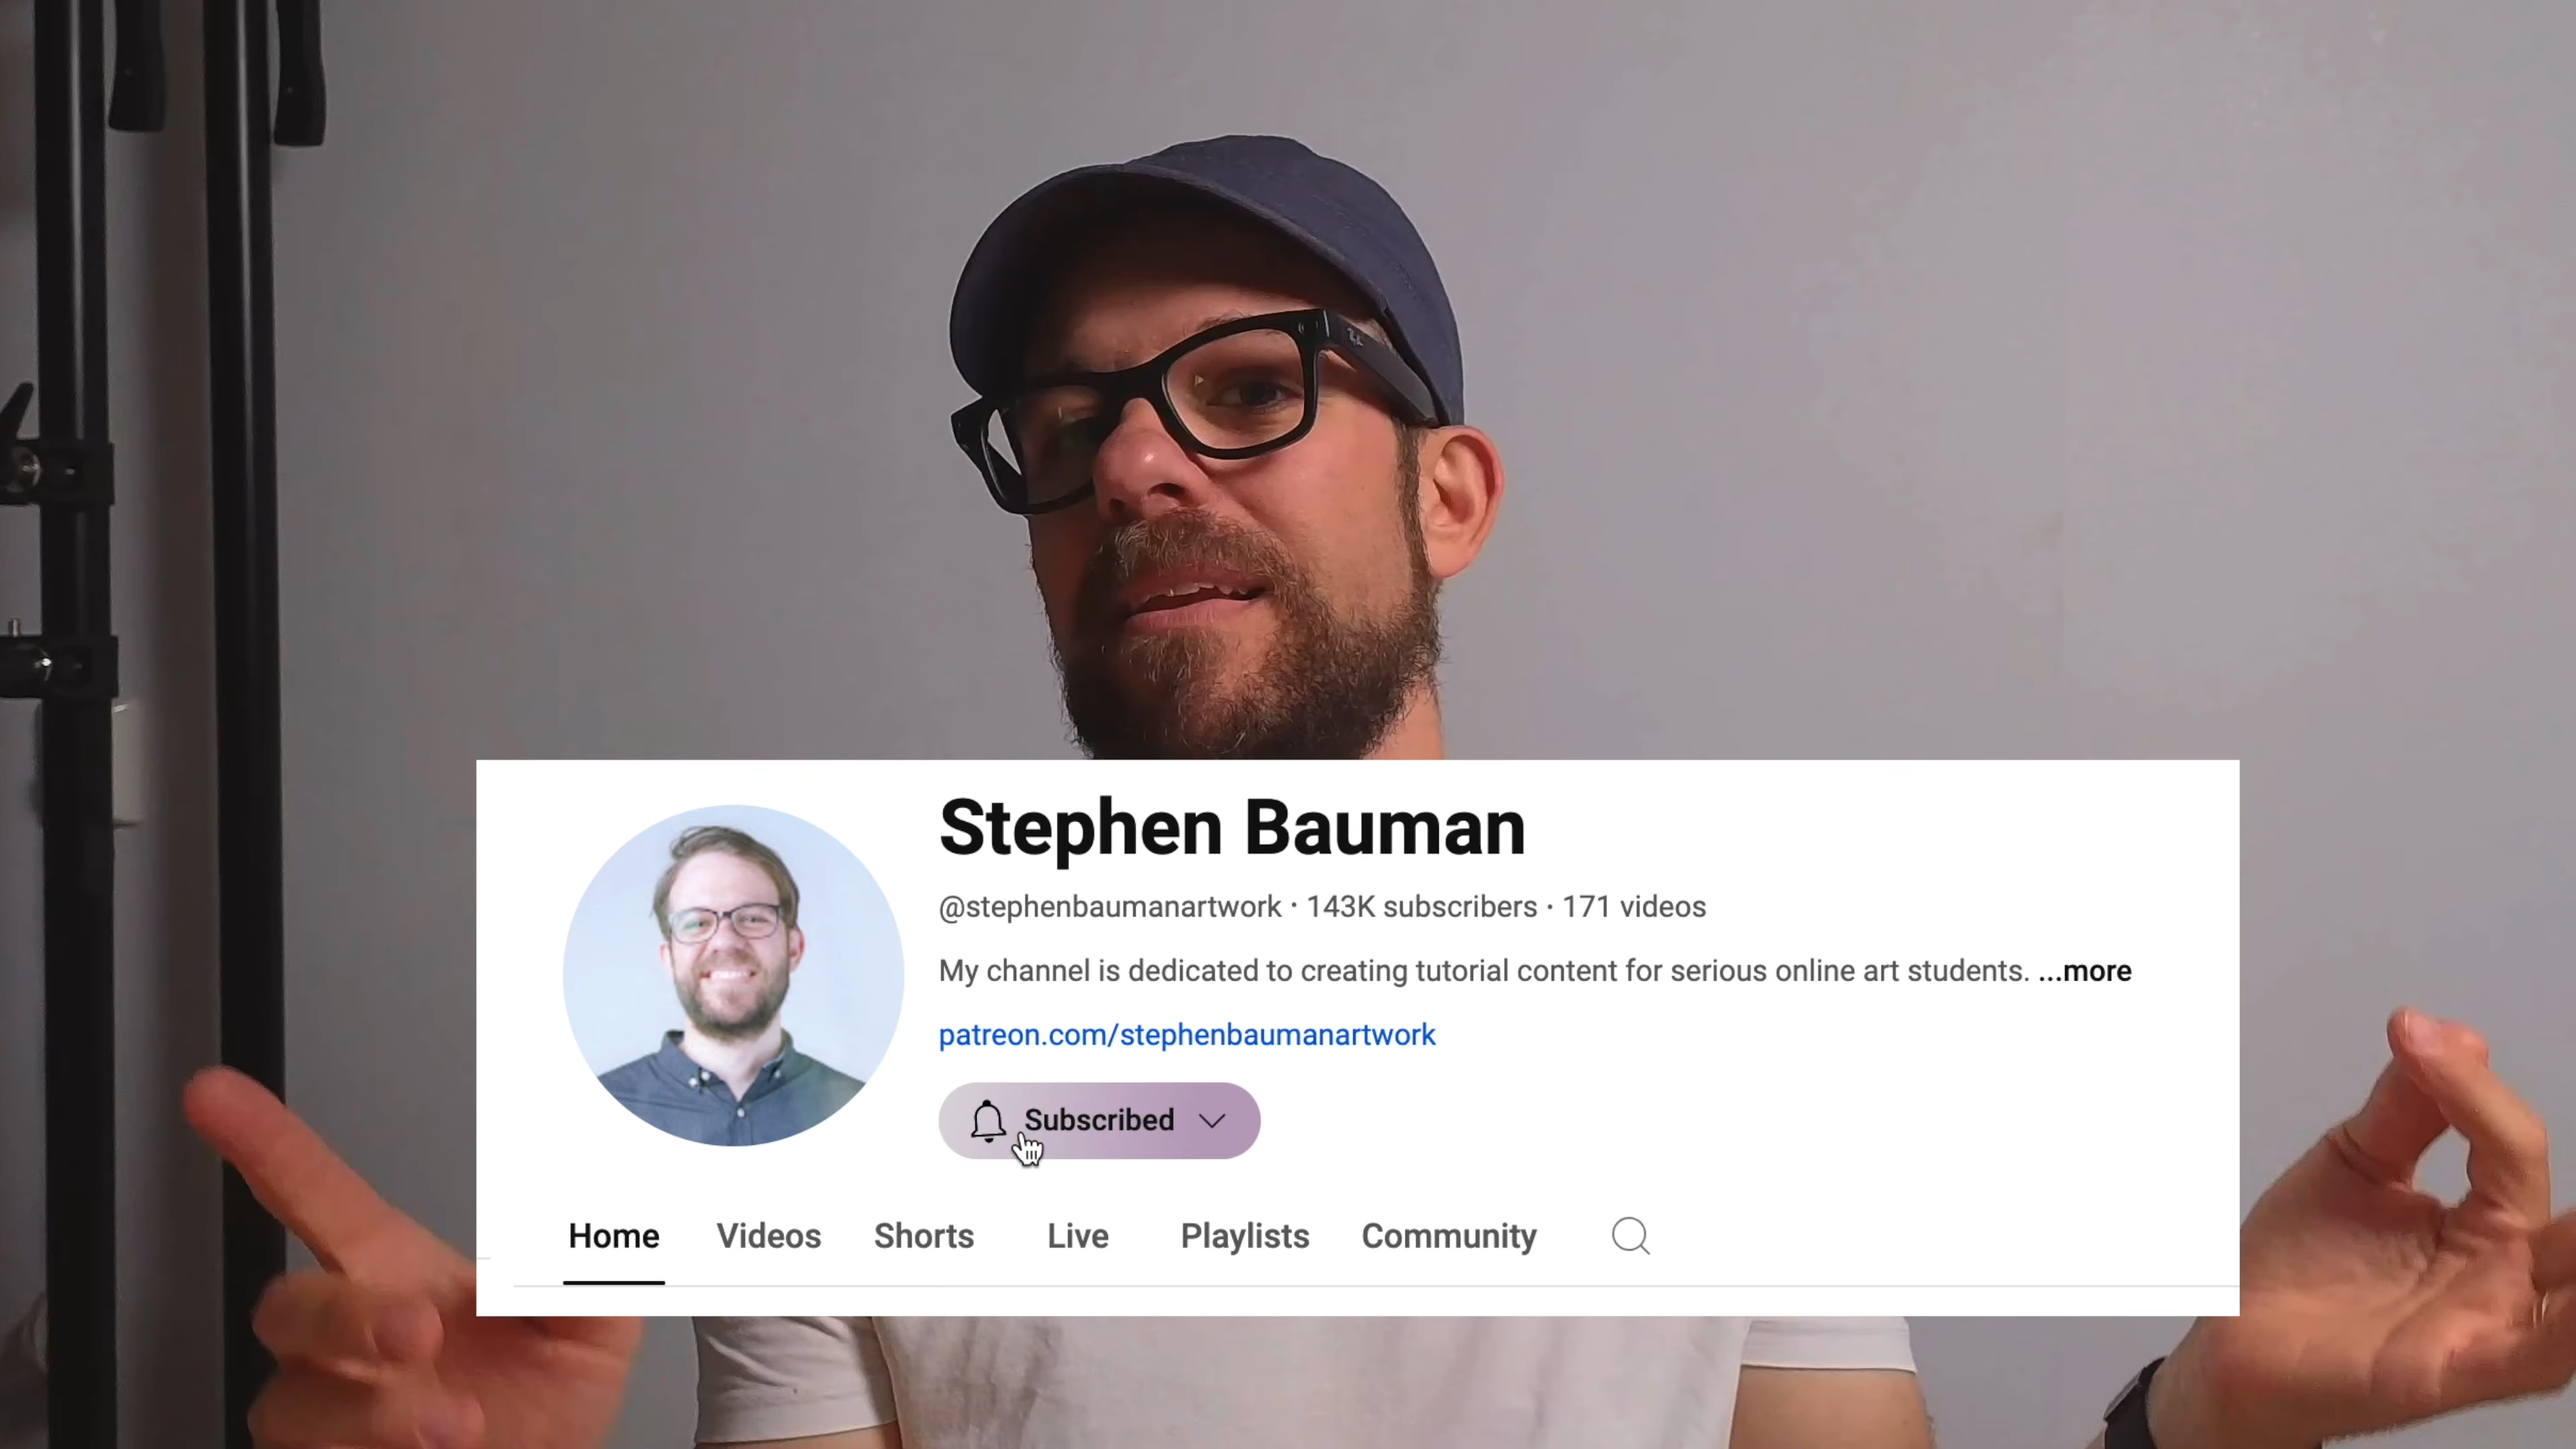 Stephen Bauman
@stephenbaumanartwork · 143K subscribers · 171 videos
My channel is dedicated to creating tutorial content for serious online art students. ...more
patreon.com/stephenbaumanartwork
Subscribed
Home Videos Shorts Live Playlists Community